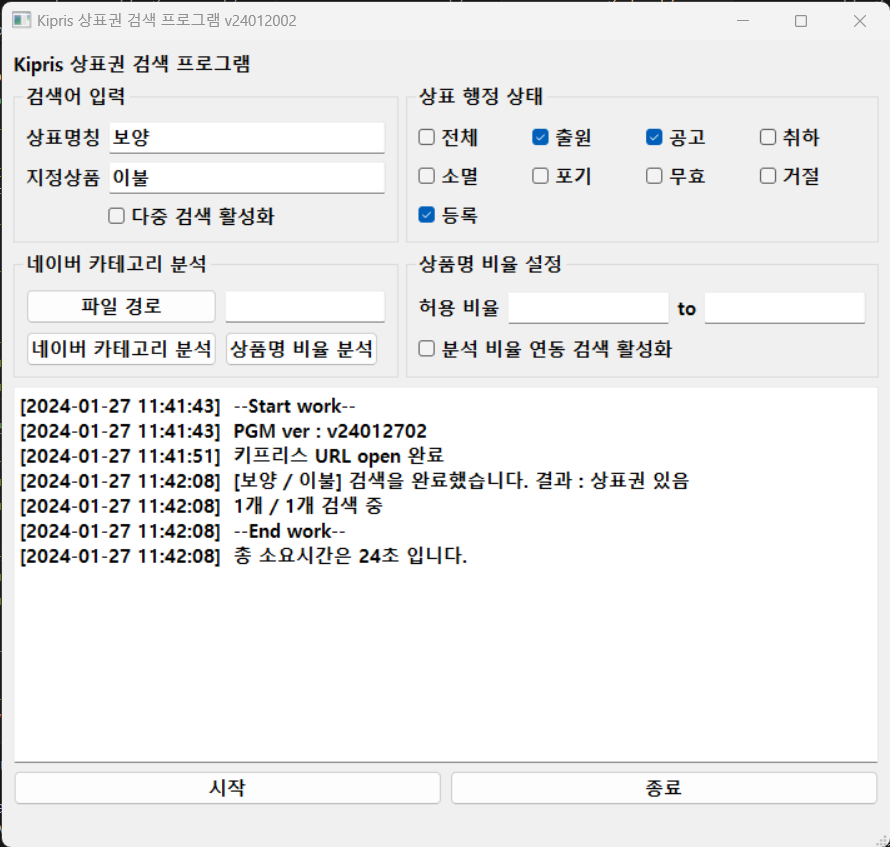 Kipris 상표권 검색 프로그램 v24012002
Kipris 상표권 검색 프로그램
검색어 입력
상표명칭 보양
지정상품 이불
다중 검색 활성화
상표 행정 상태
전체 출원 공고 취하
소멸 포기 무효 거절
등록
네이버 카테고리 분석
파일 경로
네이버 카테고리 분석 상품명 비율 분석
상품명 비율 설정
허용 비율 to
분석 비율 연동 검색 활성화
[2024-01-27 11:41:43] --Start work--
[2024-01-27 11:41:43] PGM ver : v24012702
[2024-01-27 11:41:51] 키프리스 URL open 완료
[2024-01-27 11:42:08] [보양 / 이불] 검색을 완료했습니다. 결과 : 상표권 있음
[2024-01-27 11:42:08] 1개 / 1개 검색 중
[2024-01-27 11:42:08] --End work--
[2024-01-27 11:42:08] 총 소요시간은 24초 입니다.
시작 종료